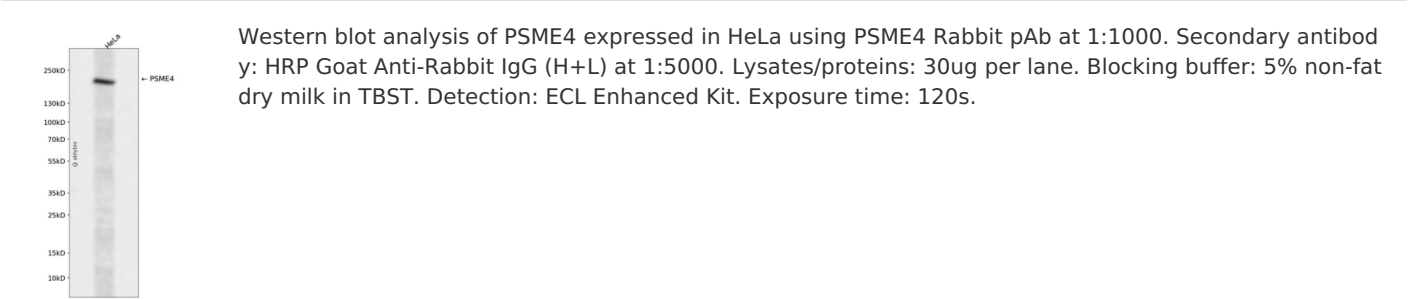 HeLa
Western blot analysis of PSME4 expressed in HeLa using PSME4 Rabbit pAb at 1:1000. Secondary antibod
y: HRP Goat Anti-Rabbit IgG (H+L) at 1:5000. Lysates/proteins: 30ug per lane. Blocking buffer: 5% non-fat
dry milk in TBST. Detection: ECL Enhanced Kit. Exposure time: 120s.
250kD
← PSME4
130kD
100kD
70kD
55kD
35kD
25kD
15kD
10kD